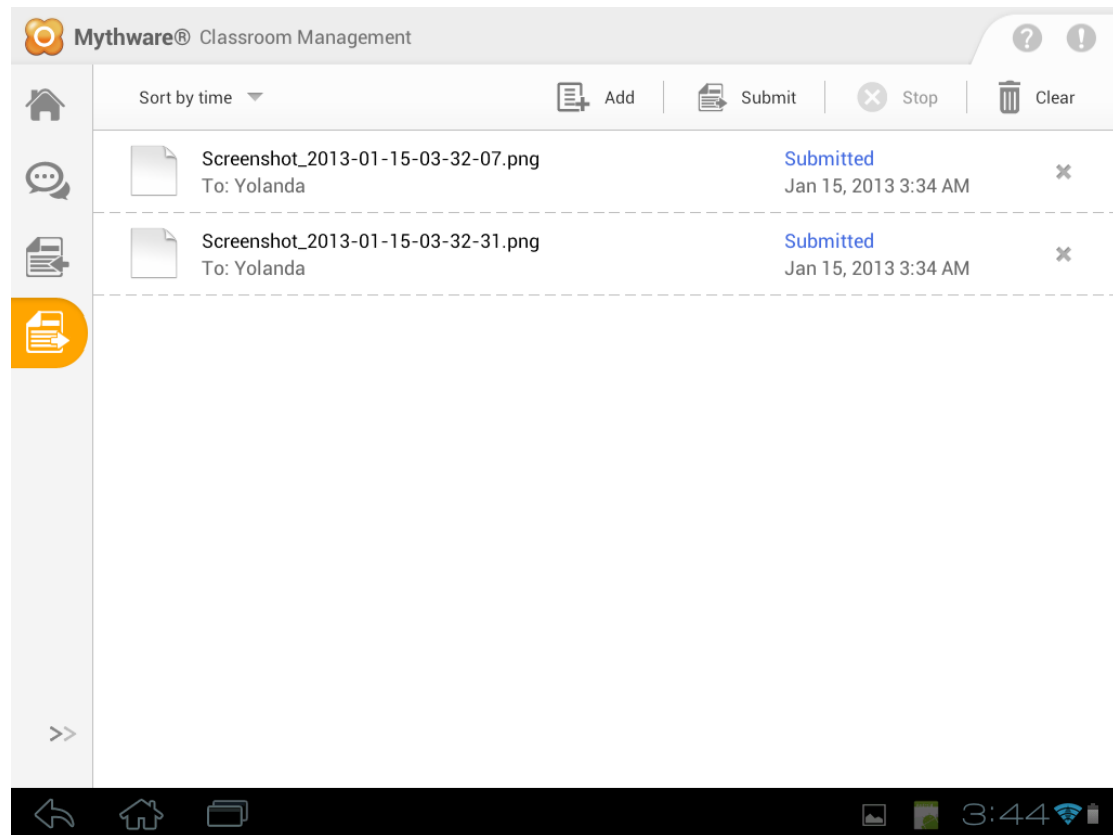 Mythware® Classroom Management
Sort by time
Add
Submit
Stop
Clear
Screenshot_2013-01-15-03-32-07.png
Submitted
To: Yolanda
Jan 15, 2013 3:34 AM
Screenshot_2013-01-15-03-32-31.png
Submitted
To: Yolanda
Jan 15, 2013 3:34 AM
>>
3:44